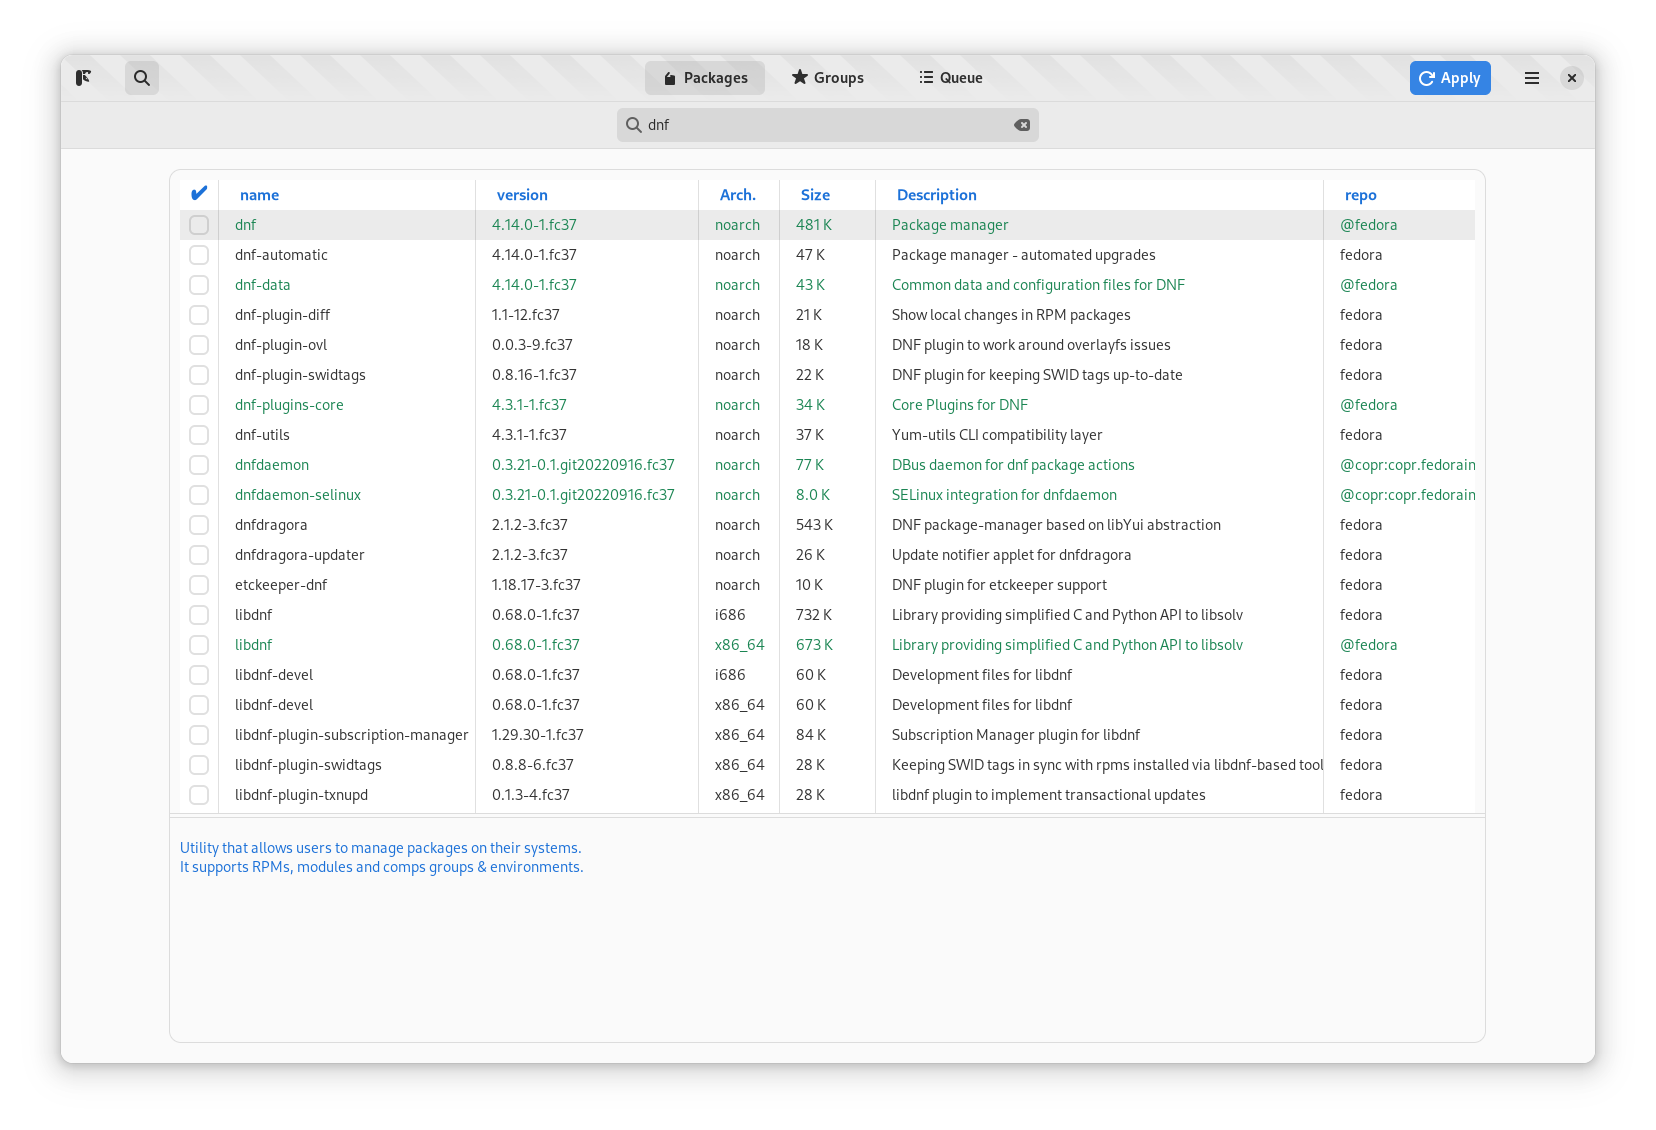 Packages Groups Queue Apply
dnf
✔ name version Arch. Size Description repo
dnf 4.14.0-1.fc37 noarch 481 K Package manager @fedora
dnf-automatic 4.14.0-1.fc37 noarch 47 K Package manager - automated upgrades fedora
dnf-data 4.14.0-1.fc37 noarch 43 K Common data and configuration files for DNF @fedora
dnf-plugin-diff 1.1-12.fc37 noarch 21 K Show local changes in RPM packages fedora
dnf-plugin-ovl 0.0.3-9.fc37 noarch 18 K DNF plugin to work around overlayfs issues fedora
dnf-plugin-swidtags 0.8.16-1.fc37 noarch 22 K DNF plugin for keeping SWID tags up-to-date fedora
dnf-plugins-core 4.3.1-1.fc37 noarch 34 K Core Plugins for DNF @fedora
dnf-utils 4.3.1-1.fc37 noarch 37 K Yum-utils CLI compatibility layer fedora
dnfdaemon 0.3.21-0.1.git20220916.fc37 noarch 77 K DBus daemon for dnf package actions @copr:copr.fedorain
dnfdaemon-selinux 0.3.21-0.1.git20220916.fc37 noarch 8.0 K SELinux integration for dnfdaemon @copr:copr.fedorain
dnfdragora 2.1.2-3.fc37 noarch 543 K DNF package-manager based on libYui abstraction fedora
dnfdragora-updater 2.1.2-3.fc37 noarch 26 K Update notifier applet for dnfdragora fedora
etckeeper-dnf 1.18.17-3.fc37 noarch 10 K DNF plugin for etckeeper support fedora
libdnf 0.68.0-1.fc37 i686 732 K Library providing simplified C and Python API to libsolv fedora
libdnf 0.68.0-1.fc37 x86_64 673 K Library providing simplified C and Python API to libsolv @fedora
libdnf-devel 0.68.0-1.fc37 i686 60 K Development files for libdnf fedora
libdnf-devel 0.68.0-1.fc37 x86_64 60 K Development files for libdnf fedora
libdnf-plugin-subscription-manager 1.29.30-1.fc37 x86_64 84 K Subscription Manager plugin for libdnf fedora
libdnf-plugin-swidtags 0.8.8-6.fc37 x86_64 28 K Keeping SWID tags in sync with rpms installed via libdnf-based tool fedora
libdnf-plugin-txnupd 0.1.3-4.fc37 x86_64 28 K libdnf plugin to implement transactional updates fedora
Utility that allows users to manage packages on their systems.
It supports RPMs, modules and comps groups & environments.